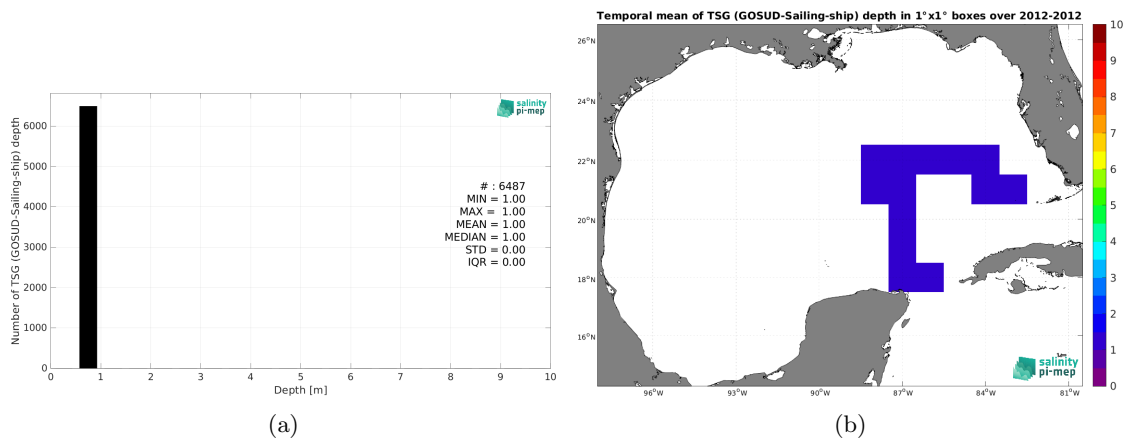 Temporal mean of TSG (GOSUD-Sailing-ship) depth in 1°x1° boxes over 2012-2012
Number of TSG (GOSUD-Sailing-ship) depth
6000
5000
4000
3000
2000
1000
0
0 1 2 3 4 5 6 7 8 9 10
Depth [m]
salinity
pi-mep
# : 6487
MIN = 1.00
MAX = 1.00
MEAN = 1.00
MEDIAN = 1.00
STD = 0.00
IQR = 0.00
(a)
26°N
24°N
22°N
20°N
18°N
16°N
96°W 93°W 90°W 87°W 84°W 81°W
salinity
pi-mep
10
9
8
7
6
5
4
3
2
1
0
(b)